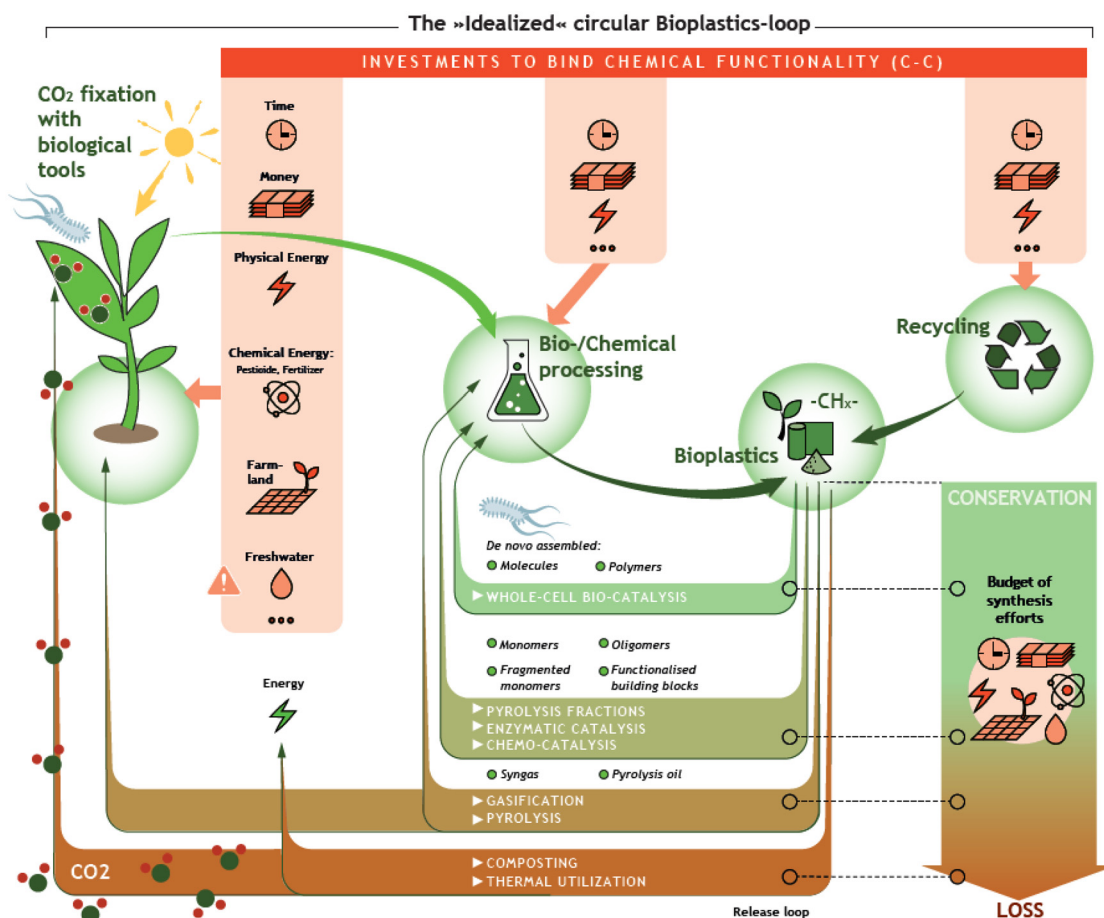 The »Idealized« circular Bioplastics-loop
INVESTMENTS TO BIND CHEMICAL FUNCTIONALITY (C-C)
CO₂ fixation
with
biological
tools
Time
Money
Physical Energy
Chemical Energy:
Pestioide, Fertilizer
Farm-
land
Freshwater
Bio-/Chemical
processing
Recycling
-CHₓ-
Bioplastics
CONSERVATION
De novo assembled:
Molecules
Polymers
WHOLE-CELL BIO-CATALYSIS
Budget of
synthesis
efforts
Monomers
Oligomers
Fragmented
monomers
Functionalised
building blocks
Energy
PYROLYSIS FRACTIONS
ENZYMATIC CATALYSIS
CHEMO-CATALYSIS
Syngas
Pyrolysis oil
GASIFICATION
PYROLYSIS
CO2
COMPOSTING
THERMAL UTILIZATION
Release loop
LOSS